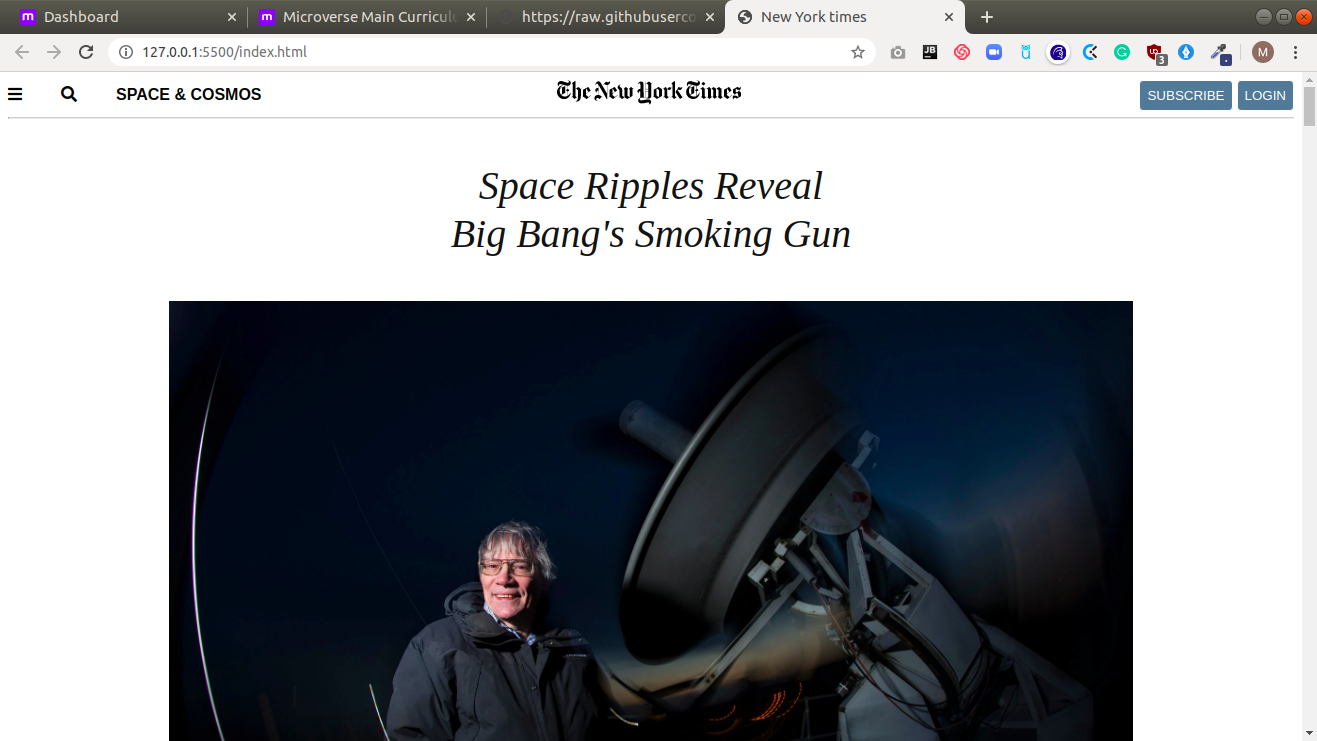 Dashboard
Microverse Main Curricul
https://raw.githubuserco
New York times
127.0.0.1:5500/index.html
JB
3
M
SPACE & COSMOS
The New York Times
SUBSCRIBE
LOGIN
Space Ripples Reveal
Big Bang's Smoking Gun